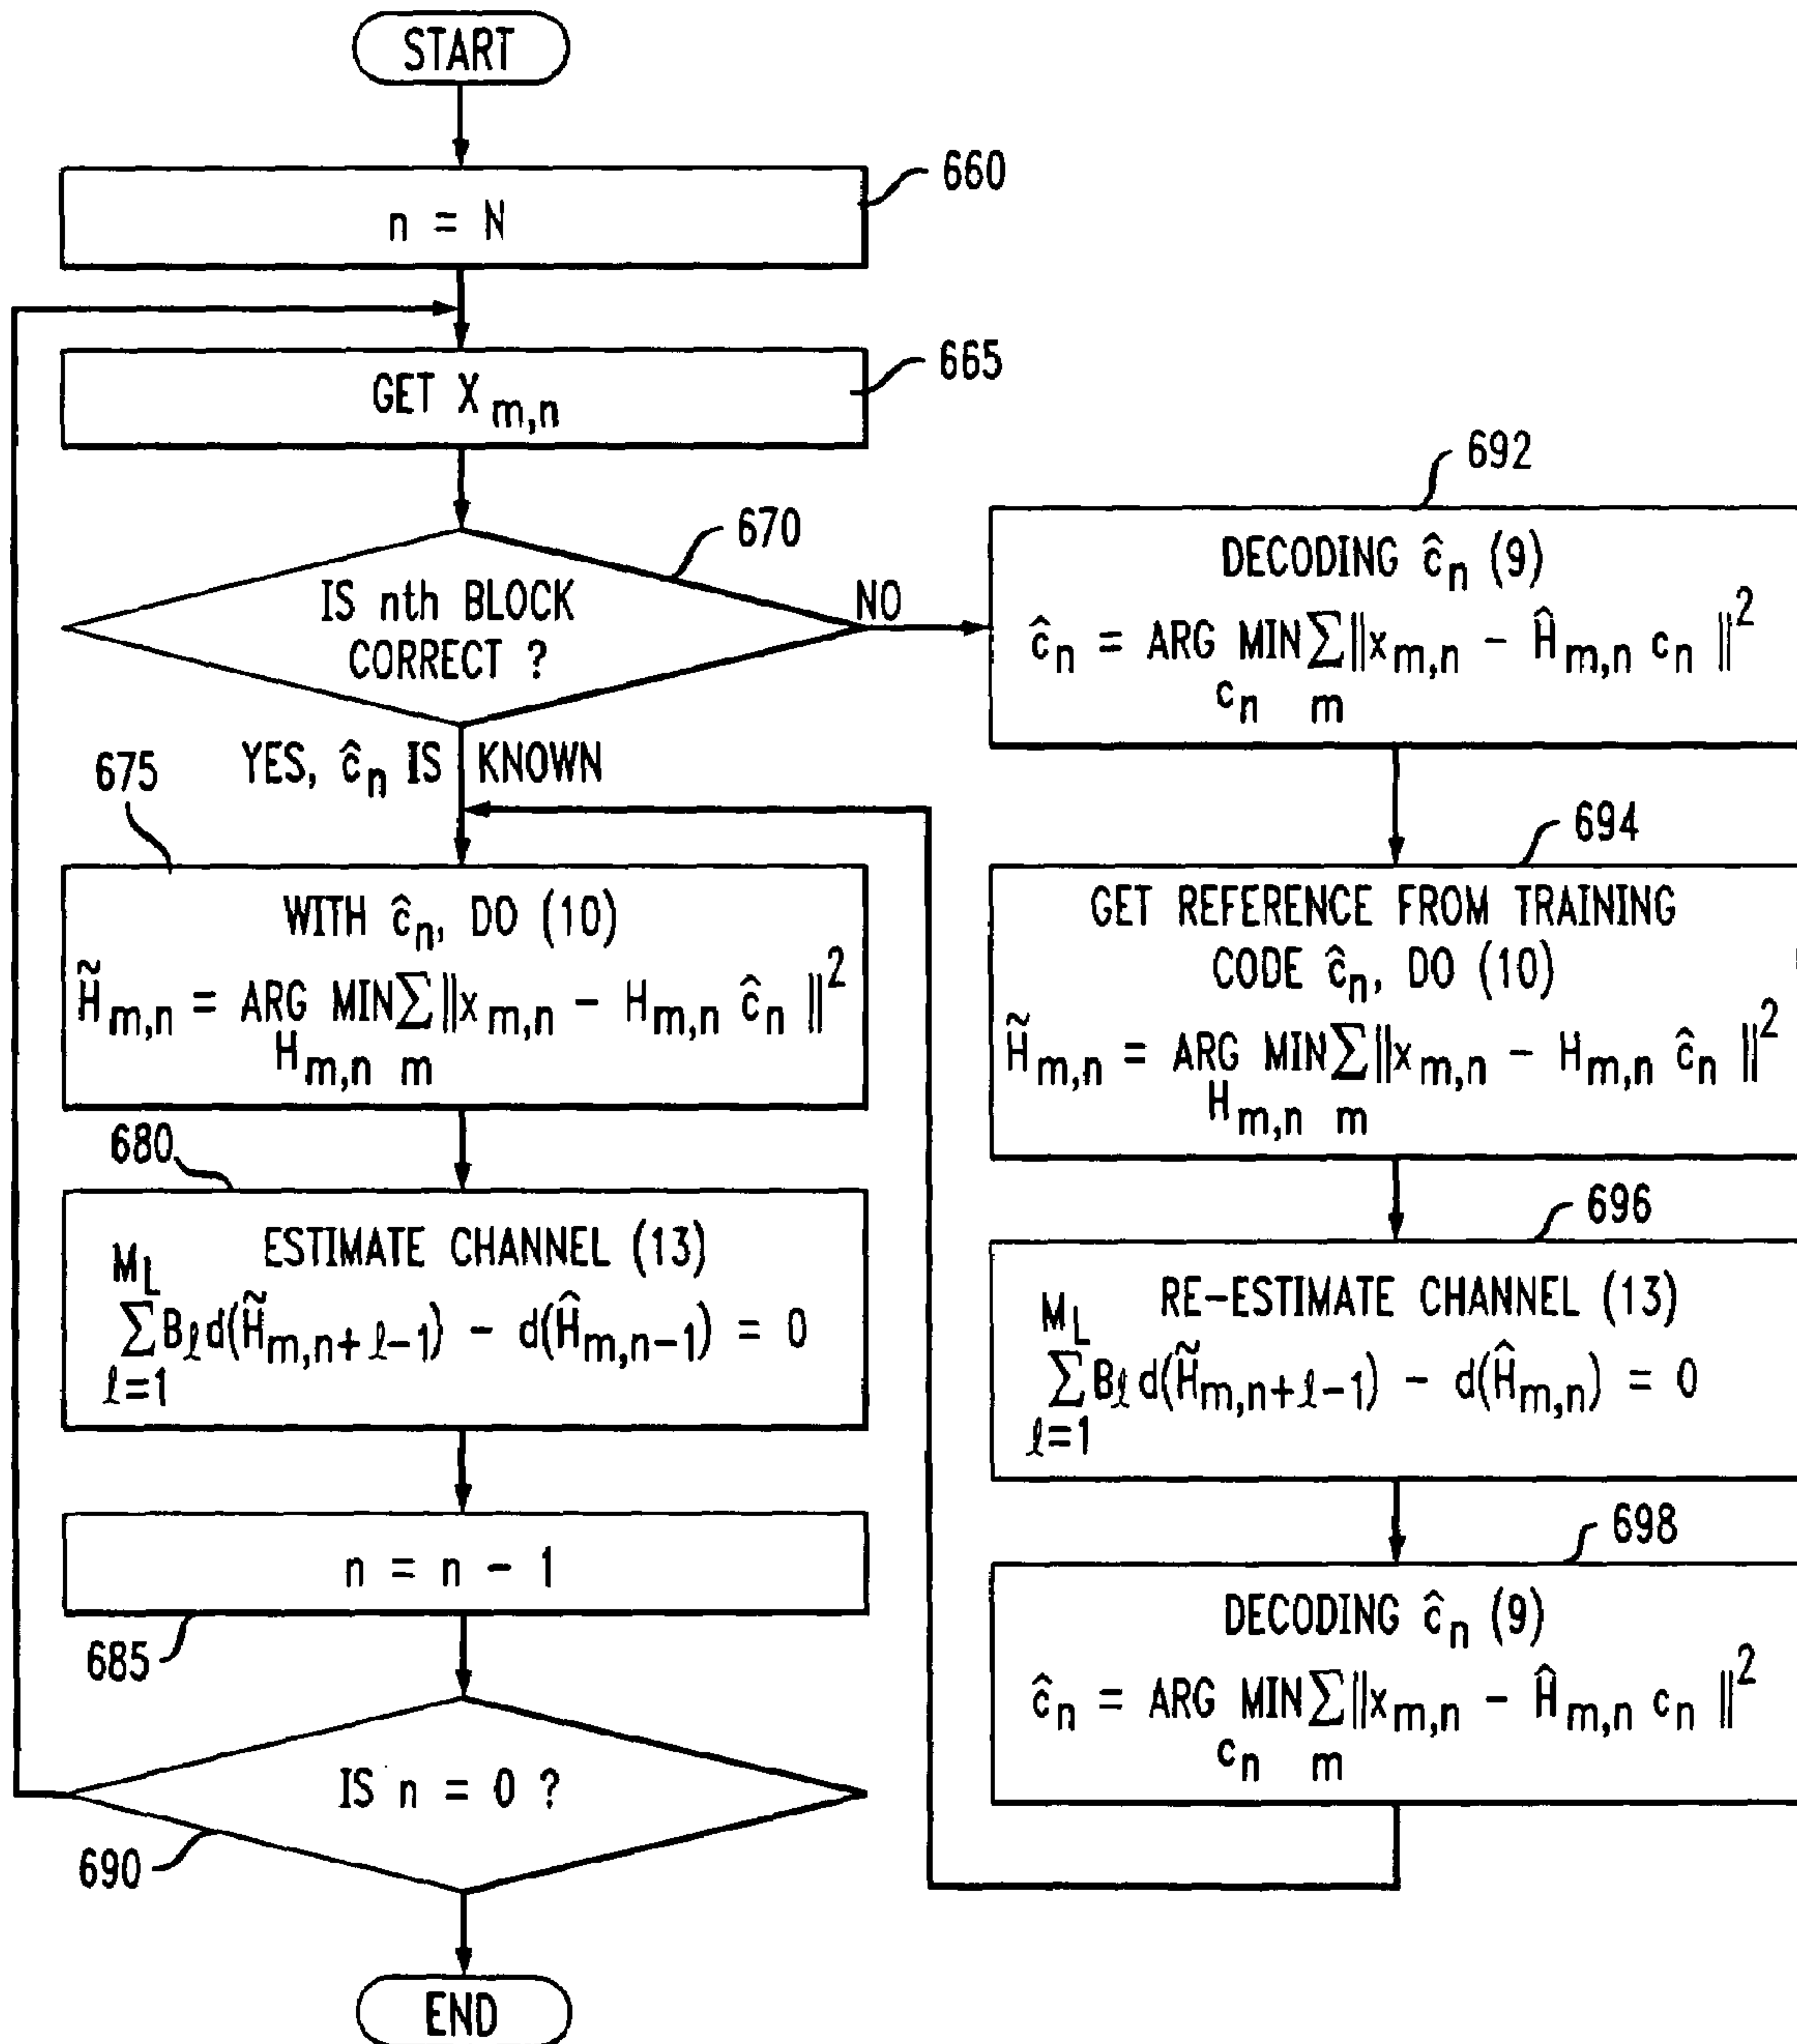 START
660
n = N
665
GET X m,n
670
IS nth BLOCK
CORRECT ?
NO
YES, ĉn IS KNOWN
675
WITH ĉn, DO (10)
H̃m,n = ARG MIN Σ ‖xm,n − Hm,n ĉn ‖²
Hm,n m
680
ESTIMATE CHANNEL (13)
ML
Σ Bℓ d(H̃m,n+ℓ-1) − d(Ĥm,n-1) = 0
ℓ=1
n = n − 1
685
IS n = 0 ?
690
END
692
DECODING ĉn (9)
ĉn = ARG MIN Σ ‖xm,n − Ĥm,n cn ‖²
cn m
694
GET REFERENCE FROM TRAINING
CODE ĉn, DO (10)
H̃m,n = ARG MIN Σ ‖xm,n − Hm,n ĉn ‖²
Hm,n m
696
RE-ESTIMATE CHANNEL (13)
ML
Σ Bℓ d(H̃m,n+ℓ-1) − d(Ĥm,n) = 0
ℓ=1
698
DECODING ĉn (9)
ĉn = ARG MIN Σ ‖xm,n − Ĥm,n cn ‖²
cn m